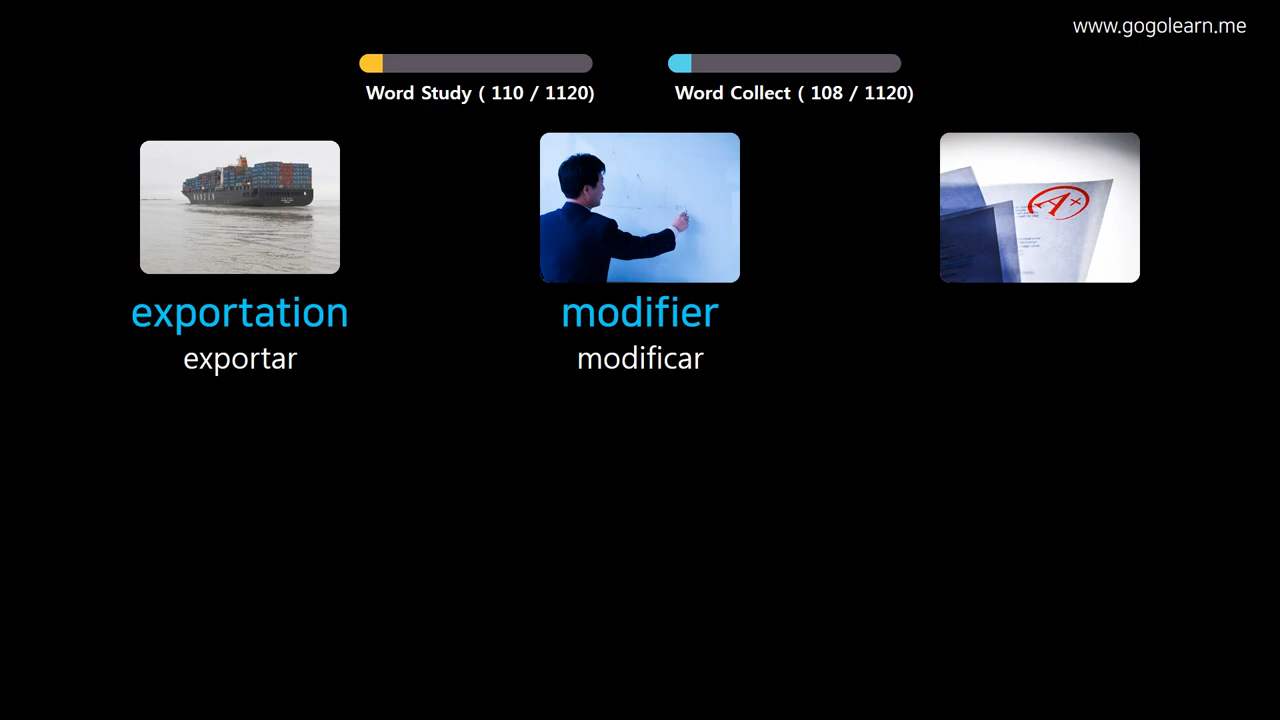 www.gogolearn.me
Word Study ( 110 / 1120)
Word Collect ( 108 / 1120)
A+
exportation
modifier
exportar
modificar